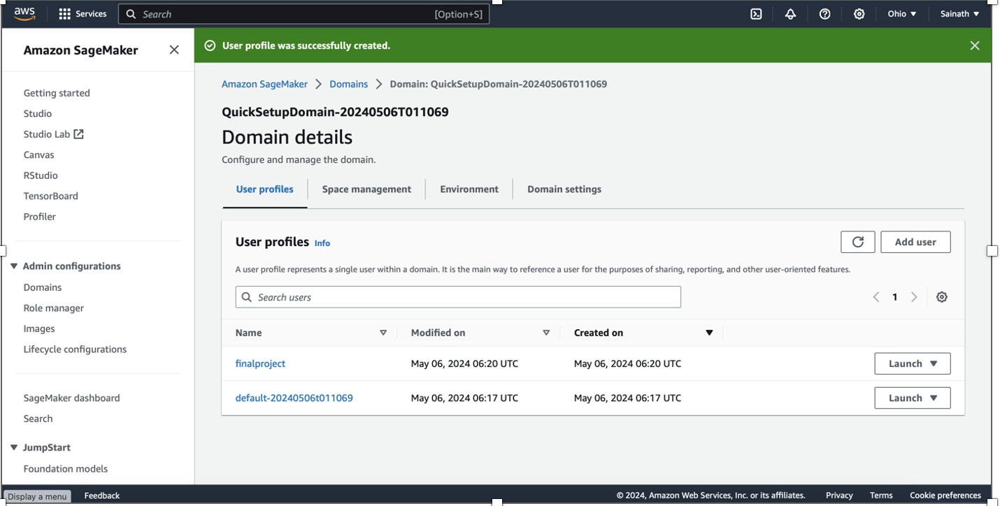 aws
Services
Search
[Option+S]
Ohio ▼
Sainath ▼
Amazon SageMaker
User profile was successfully created.
Getting started
Studio
Studio Lab
Canvas
RStudio
TensorBoard
Profiler
Admin configurations
Domains
Role manager
Images
Lifecycle configurations
SageMaker dashboard
Search
JumpStart
Foundation models
Amazon SageMaker > Domains > Domain: QuickSetupDomain-20240506T011069
QuickSetupDomain-20240506T011069
Domain details
Configure and manage the domain.
User profiles
Space management
Environment
Domain settings
User profiles Info
Add user
A user profile represents a single user within a domain. It is the main way to reference a user for the purposes of sharing, reporting, and other user-oriented features.
Search users
1
Name Modified on Created on
finalproject May 06, 2024 06:20 UTC May 06, 2024 06:20 UTC Launch ▼
default-20240506t011069 May 06, 2024 06:17 UTC May 06, 2024 06:17 UTC Launch ▼
Display a menu
Feedback
© 2024, Amazon Web Services, Inc. or its affiliates.
Privacy
Terms
Cookie preferences